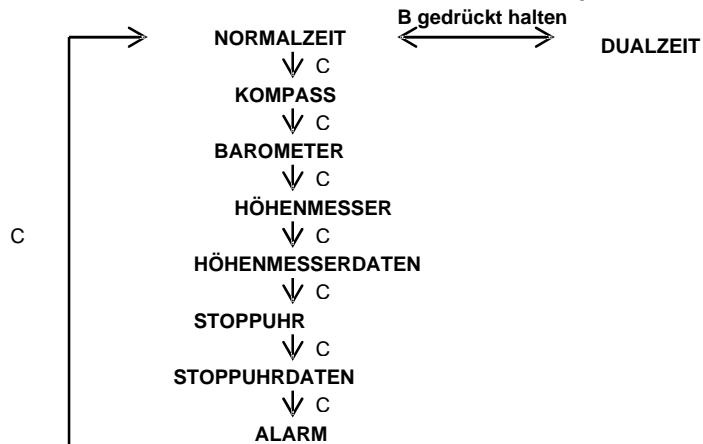 B gedrückt halten
NORMALZEIT
DUALZEIT
C
KOMPASS
C
BAROMETER
C
HÖHENMESSER
C
C
HÖHENMESSERDATEN
C
STOPPUHR
C
STOPPUHRDATEN
C
ALARM